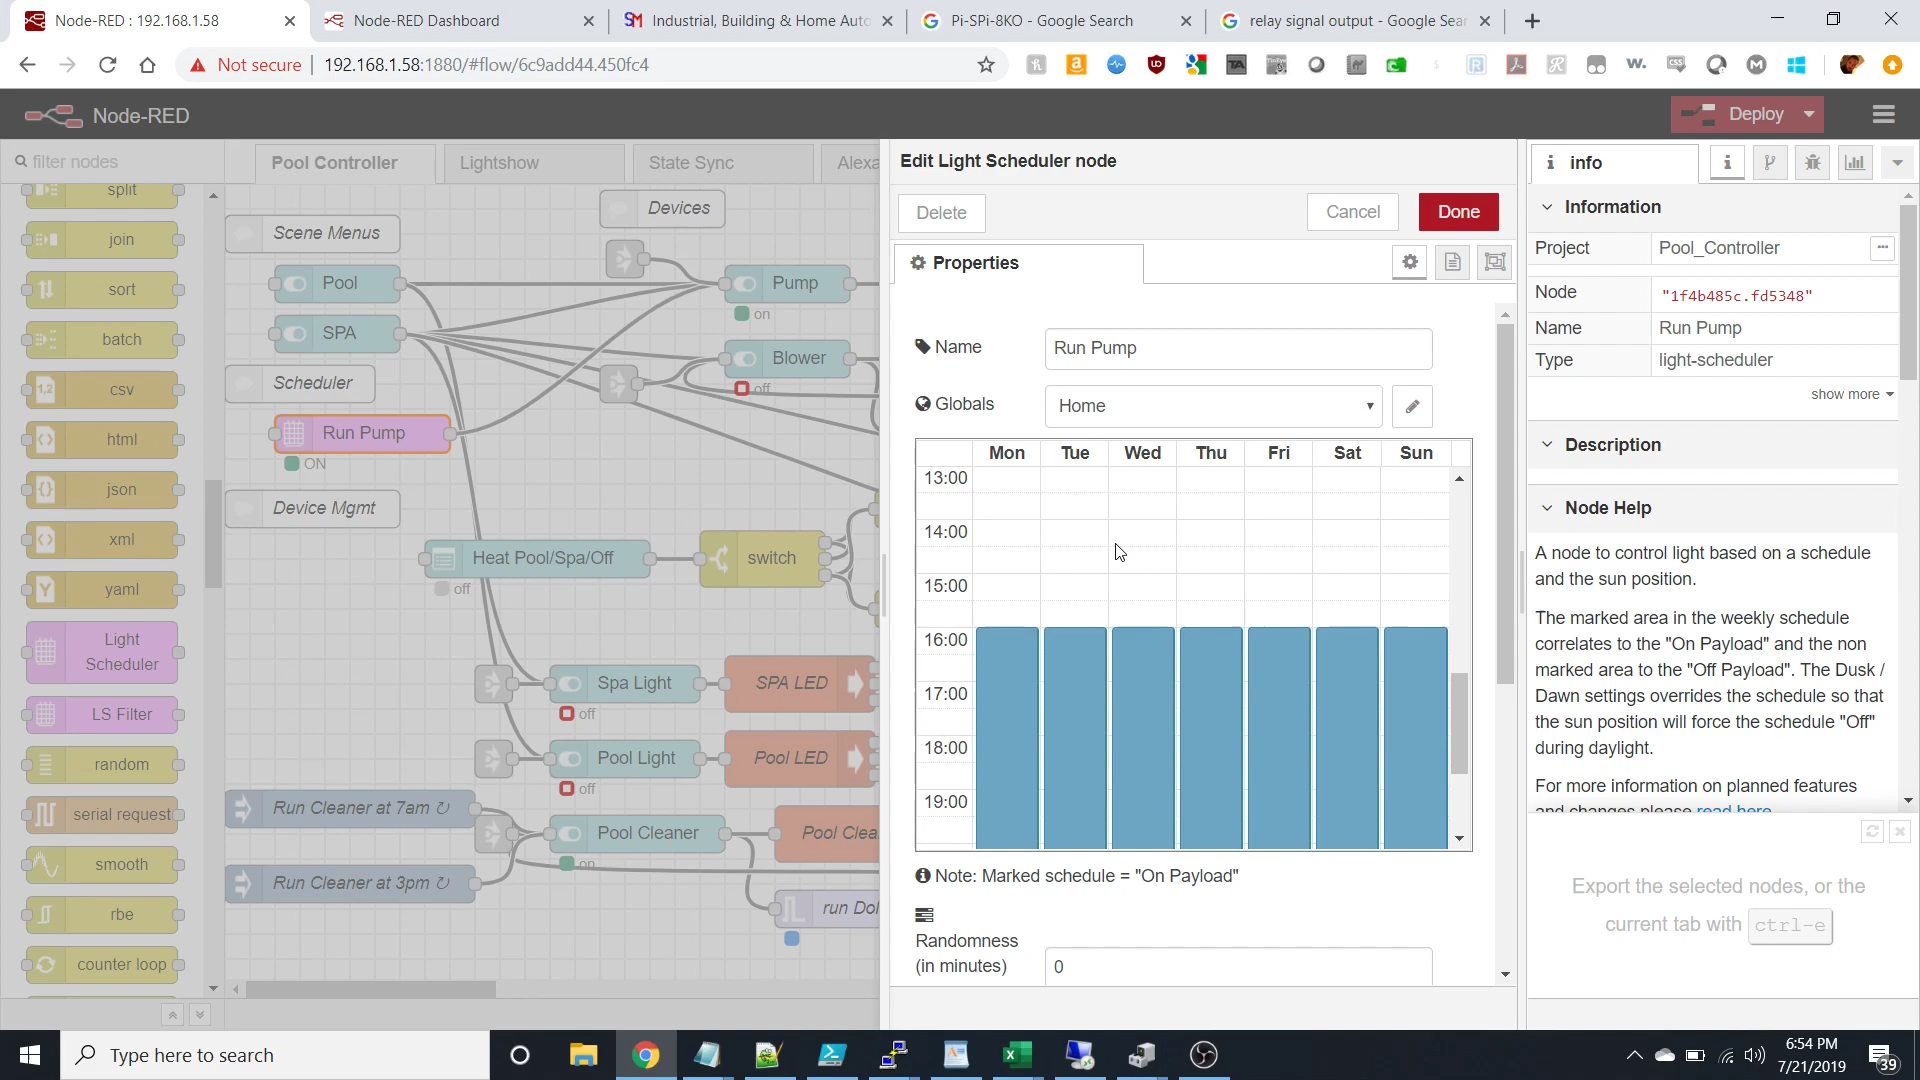 Node-RED : 192.168.1.58
Node-RED Dashboard
Industrial, Building & Home Auto
Pi-SPi-8KO - Google Search
relay signal output - Google Sear
Not secure
192.168.1.58:1880/#flow/6c9add44.450fc4
Node-RED
Deploy
filter nodes
split
join
sort
batch
csv
html
json
xml
yaml
Light
Scheduler
LS Filter
random
serial request
smooth
rbe
counter loop
Pool Controller
Lightshow
State Sync
Alexa
Devices
Scene Menus
Pool
Pump
on
SPA
Blower
off
Scheduler
Run Pump
ON
Device Mgmt
Heat Pool/Spa/Off
off
switch
Spa Light
off
SPA LED
Pool Light
off
Pool LED
Run Cleaner at 7am ↻
Pool Cleaner
on
Pool Clea
Run Cleaner at 3pm ↻
run Dol
Edit Light Scheduler node
Delete
Cancel
Done
Properties
Name
Run Pump
Globals
Home
Mon Tue Wed Thu Fri Sat Sun
13:00
14:00
15:00
16:00
17:00
18:00
19:00
Note: Marked schedule = "On Payload"
Randomness
(in minutes)
0
info
Information
Project
Pool_Controller
Node
"1f4b485c.fd5348"
Name
Run Pump
Type
light-scheduler
show more
Description
Node Help
A node to control light based on a schedule
and the sun position.
The marked area in the weekly schedule
correlates to the "On Payload" and the non
marked area to the "Off Payload". The Dusk /
Dawn settings overrides the schedule so that
the sun position will force the schedule "Off"
during daylight.
For more information on planned features
and changes please read here
Export the selected nodes, or the
current tab with ctrl-e
Type here to search
6:54 PM
7/21/2019
39